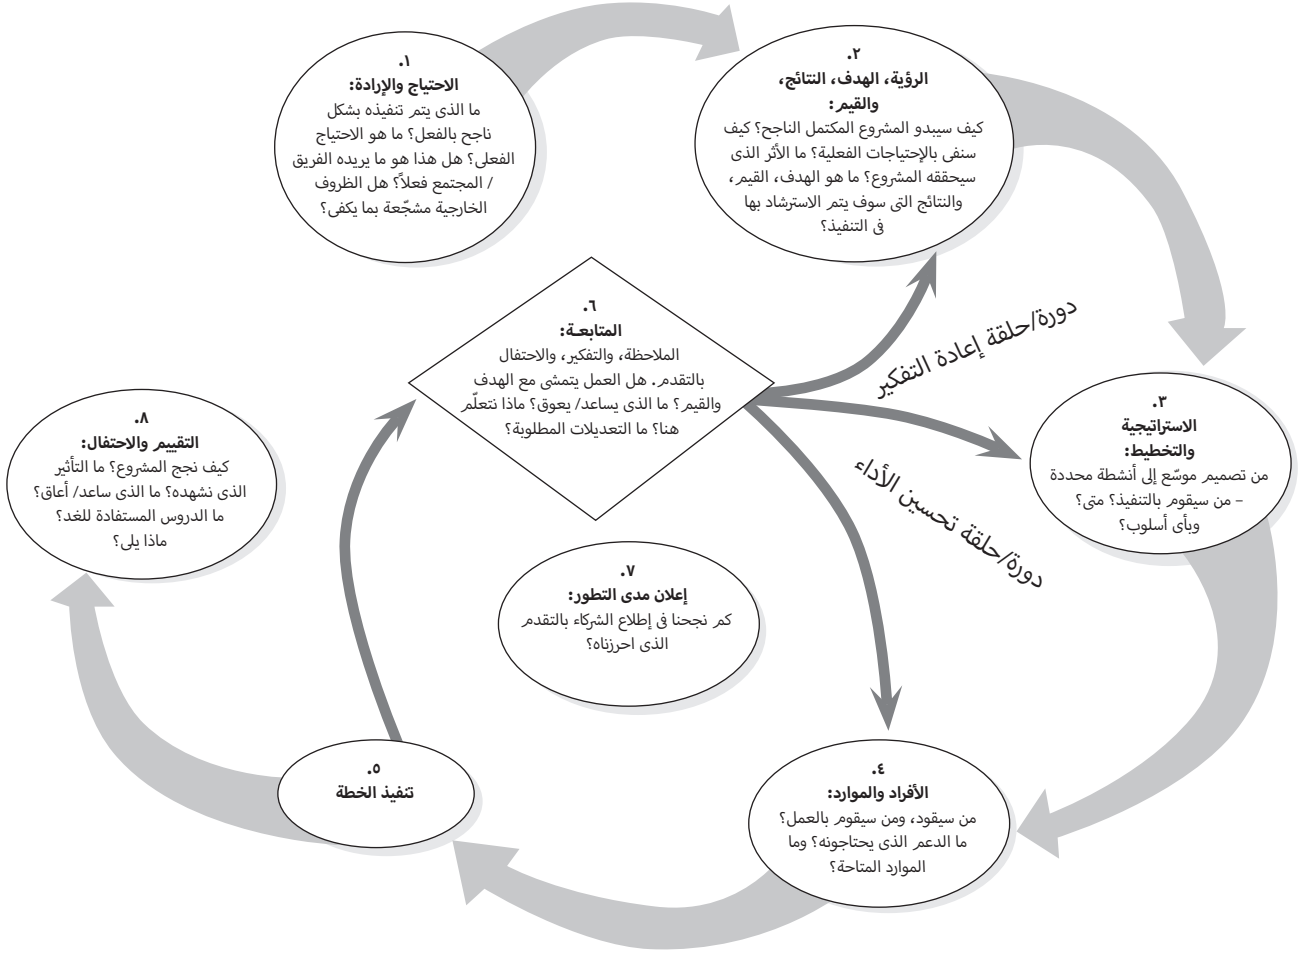 ١.
الاحتياج والإرادة:
ما الذى يتم تنفيذه بشكل
ناجح بالفعل؟ ما هو الاحتياج
الفعلى؟ هل هذا هو ما يريده الفريق
/ المجتمع فعلاً؟ هل الظروف
الخارجية مشجّعة بما يكفى؟
٢.
الرؤية، الهدف، النتائج،
والقيم:
كيف سيبدو المشروع المكتمل الناجح؟ كيف
سنفى بالإحتياجات الفعلية؟ ما الأثر الذى
سيحققه المشروع؟ ما هو الهدف، القيم،
والنتائج التى سوف يتم الاسترشاد بها
فى التنفيذ؟
دورة/حلقة إعادة التفكير
٣.
الاستراتيجية
والتخطيط:
من تصميم موسّع إلى أنشطة محددة
– من سيقوم بالتنفيذ؟ متى؟
وبأى أسلوب؟
دورة/حلقة تحسين الأداء
٤.
الأفراد والموارد:
من سيقود، ومن سيقوم بالعمل؟
ما الدعم الذى يحتاجونه؟ وما
الموارد المتاحة؟
٥.
تنفيذ الخطة
٦.
المتابعـة:
الملاحظة، والتفكير، والاحتفال
بالتقدم. هل العمل يتمشى مع الهدف
والقيم؟ ما الذى يساعد/ يعوق؟ ماذا نتعلّم
هنا؟ ما التعديلات المطلوبة؟
٧.
إعلان مدى التطور:
كم نجحنا فى إطلاع الشركاء بالتقدم
الذى احرزناه؟
٨.
التقييم والاحتفال:
كيف نجح المشروع؟ ما التأثير
الذى نشهده؟ ما الذى ساعد/ أعاق؟
ما الدروس المستفادة للغد؟
ماذا يلى؟